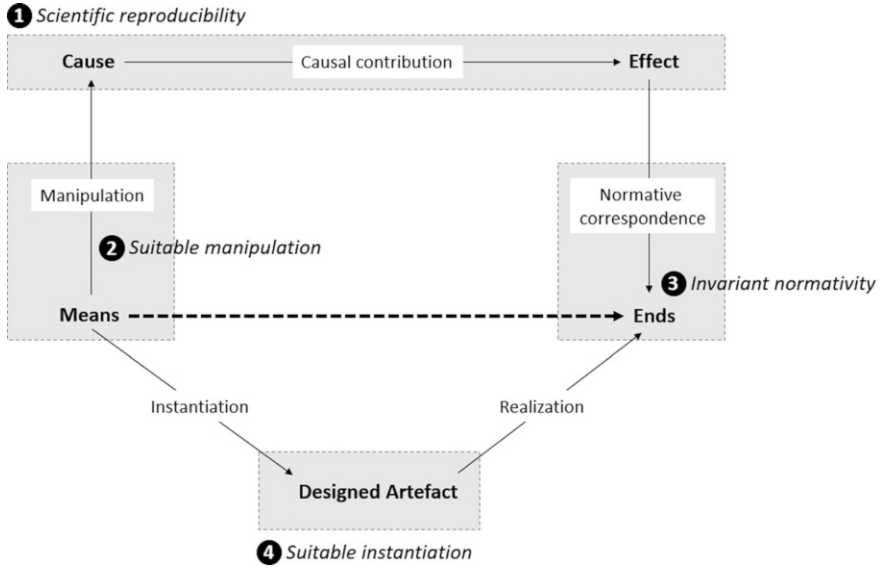 1 Scientific reproducibility
Cause
Causal contribution
Effect
Manipulation
Normative
correspondence
2 Suitable manipulation
3 Invariant normativity
Means
Ends
Instantiation
Realization
Designed Artefact
4 Suitable instantiation